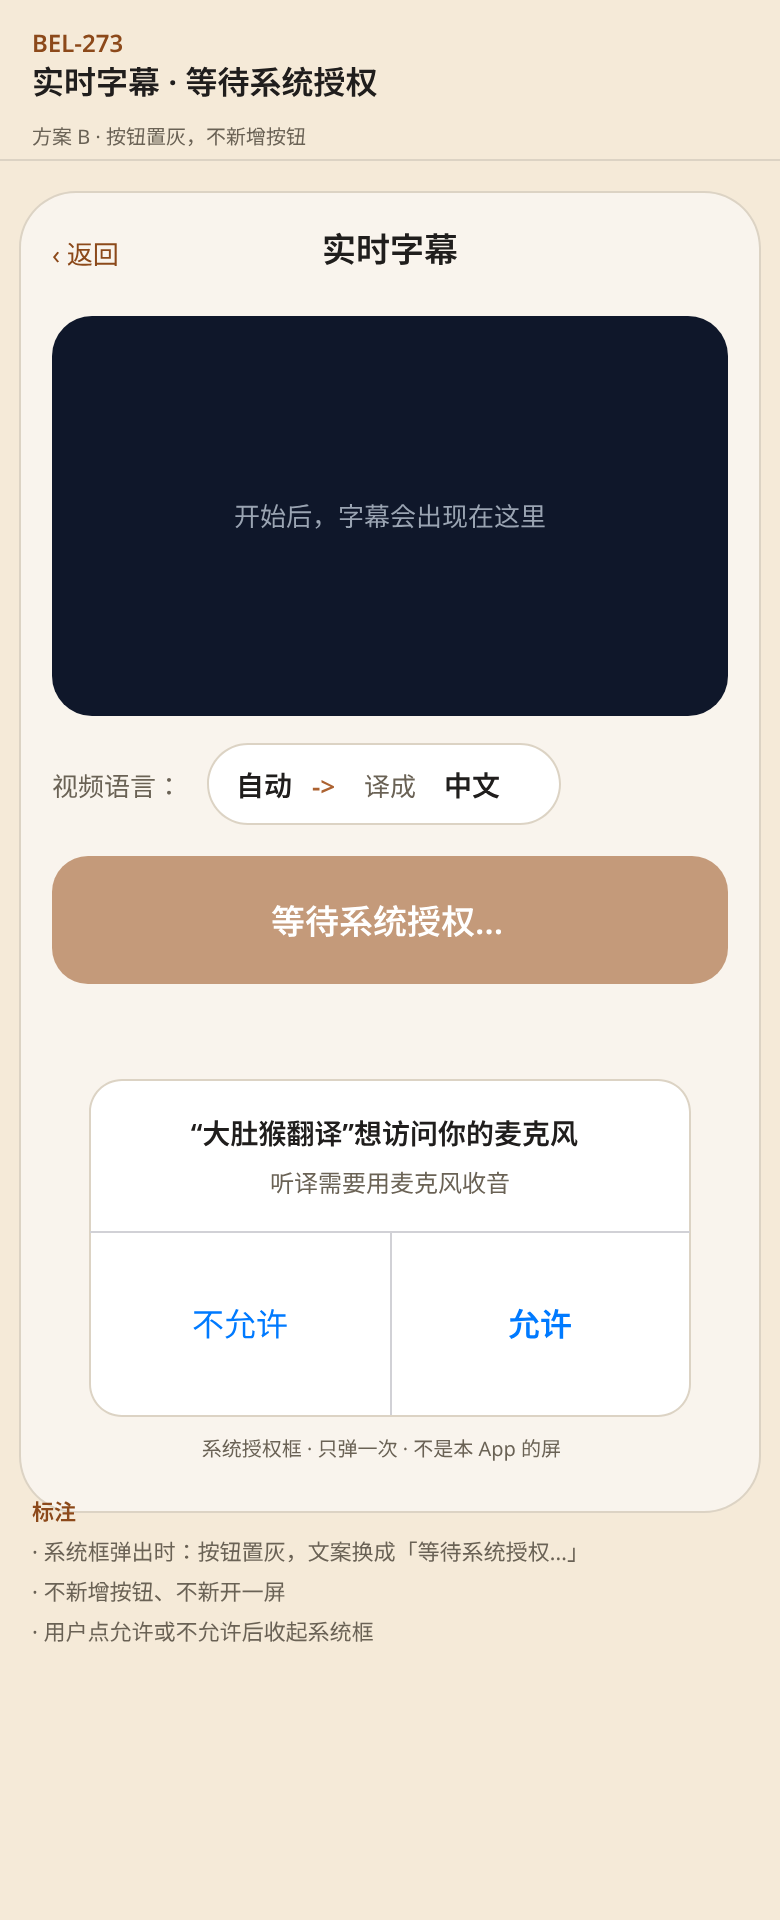 BEL-273
实时字幕 · 等待系统授权
方案 B · 按钮置灰，不新增按钮
‹ 返回
实时字幕
开始后，字幕会出现在这里
视频语言：
自动 -> 译成 中文
等待系统授权…
“大肚猴翻译”想访问你的麦克风
听译需要用麦克风收音
不允许
允许
系统授权框 · 只弹一次 · 不是本 App 的屏
标注
· 系统框弹出时：按钮置灰，文案换成「等待系统授权…」
· 不新增按钮、不新开一屏
· 用户点允许或不允许后收起系统框